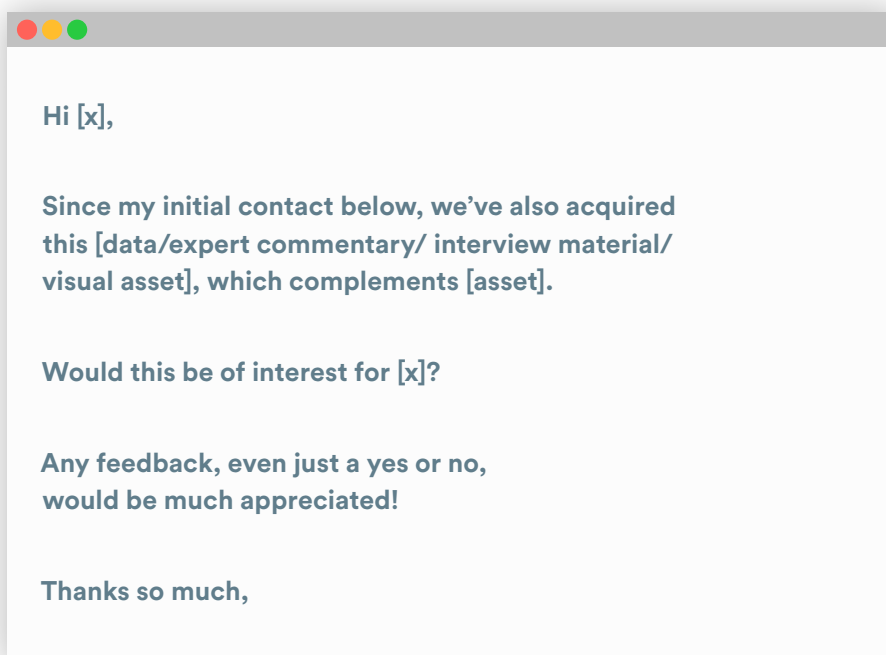 Hi [x],
Since my initial contact below, we’ve also acquired
this [data/expert commentary/ interview material/
visual asset], which complements [asset].
Would this be of interest for [x]?
Any feedback, even just a yes or no,
would be much appreciated!
Thanks so much,